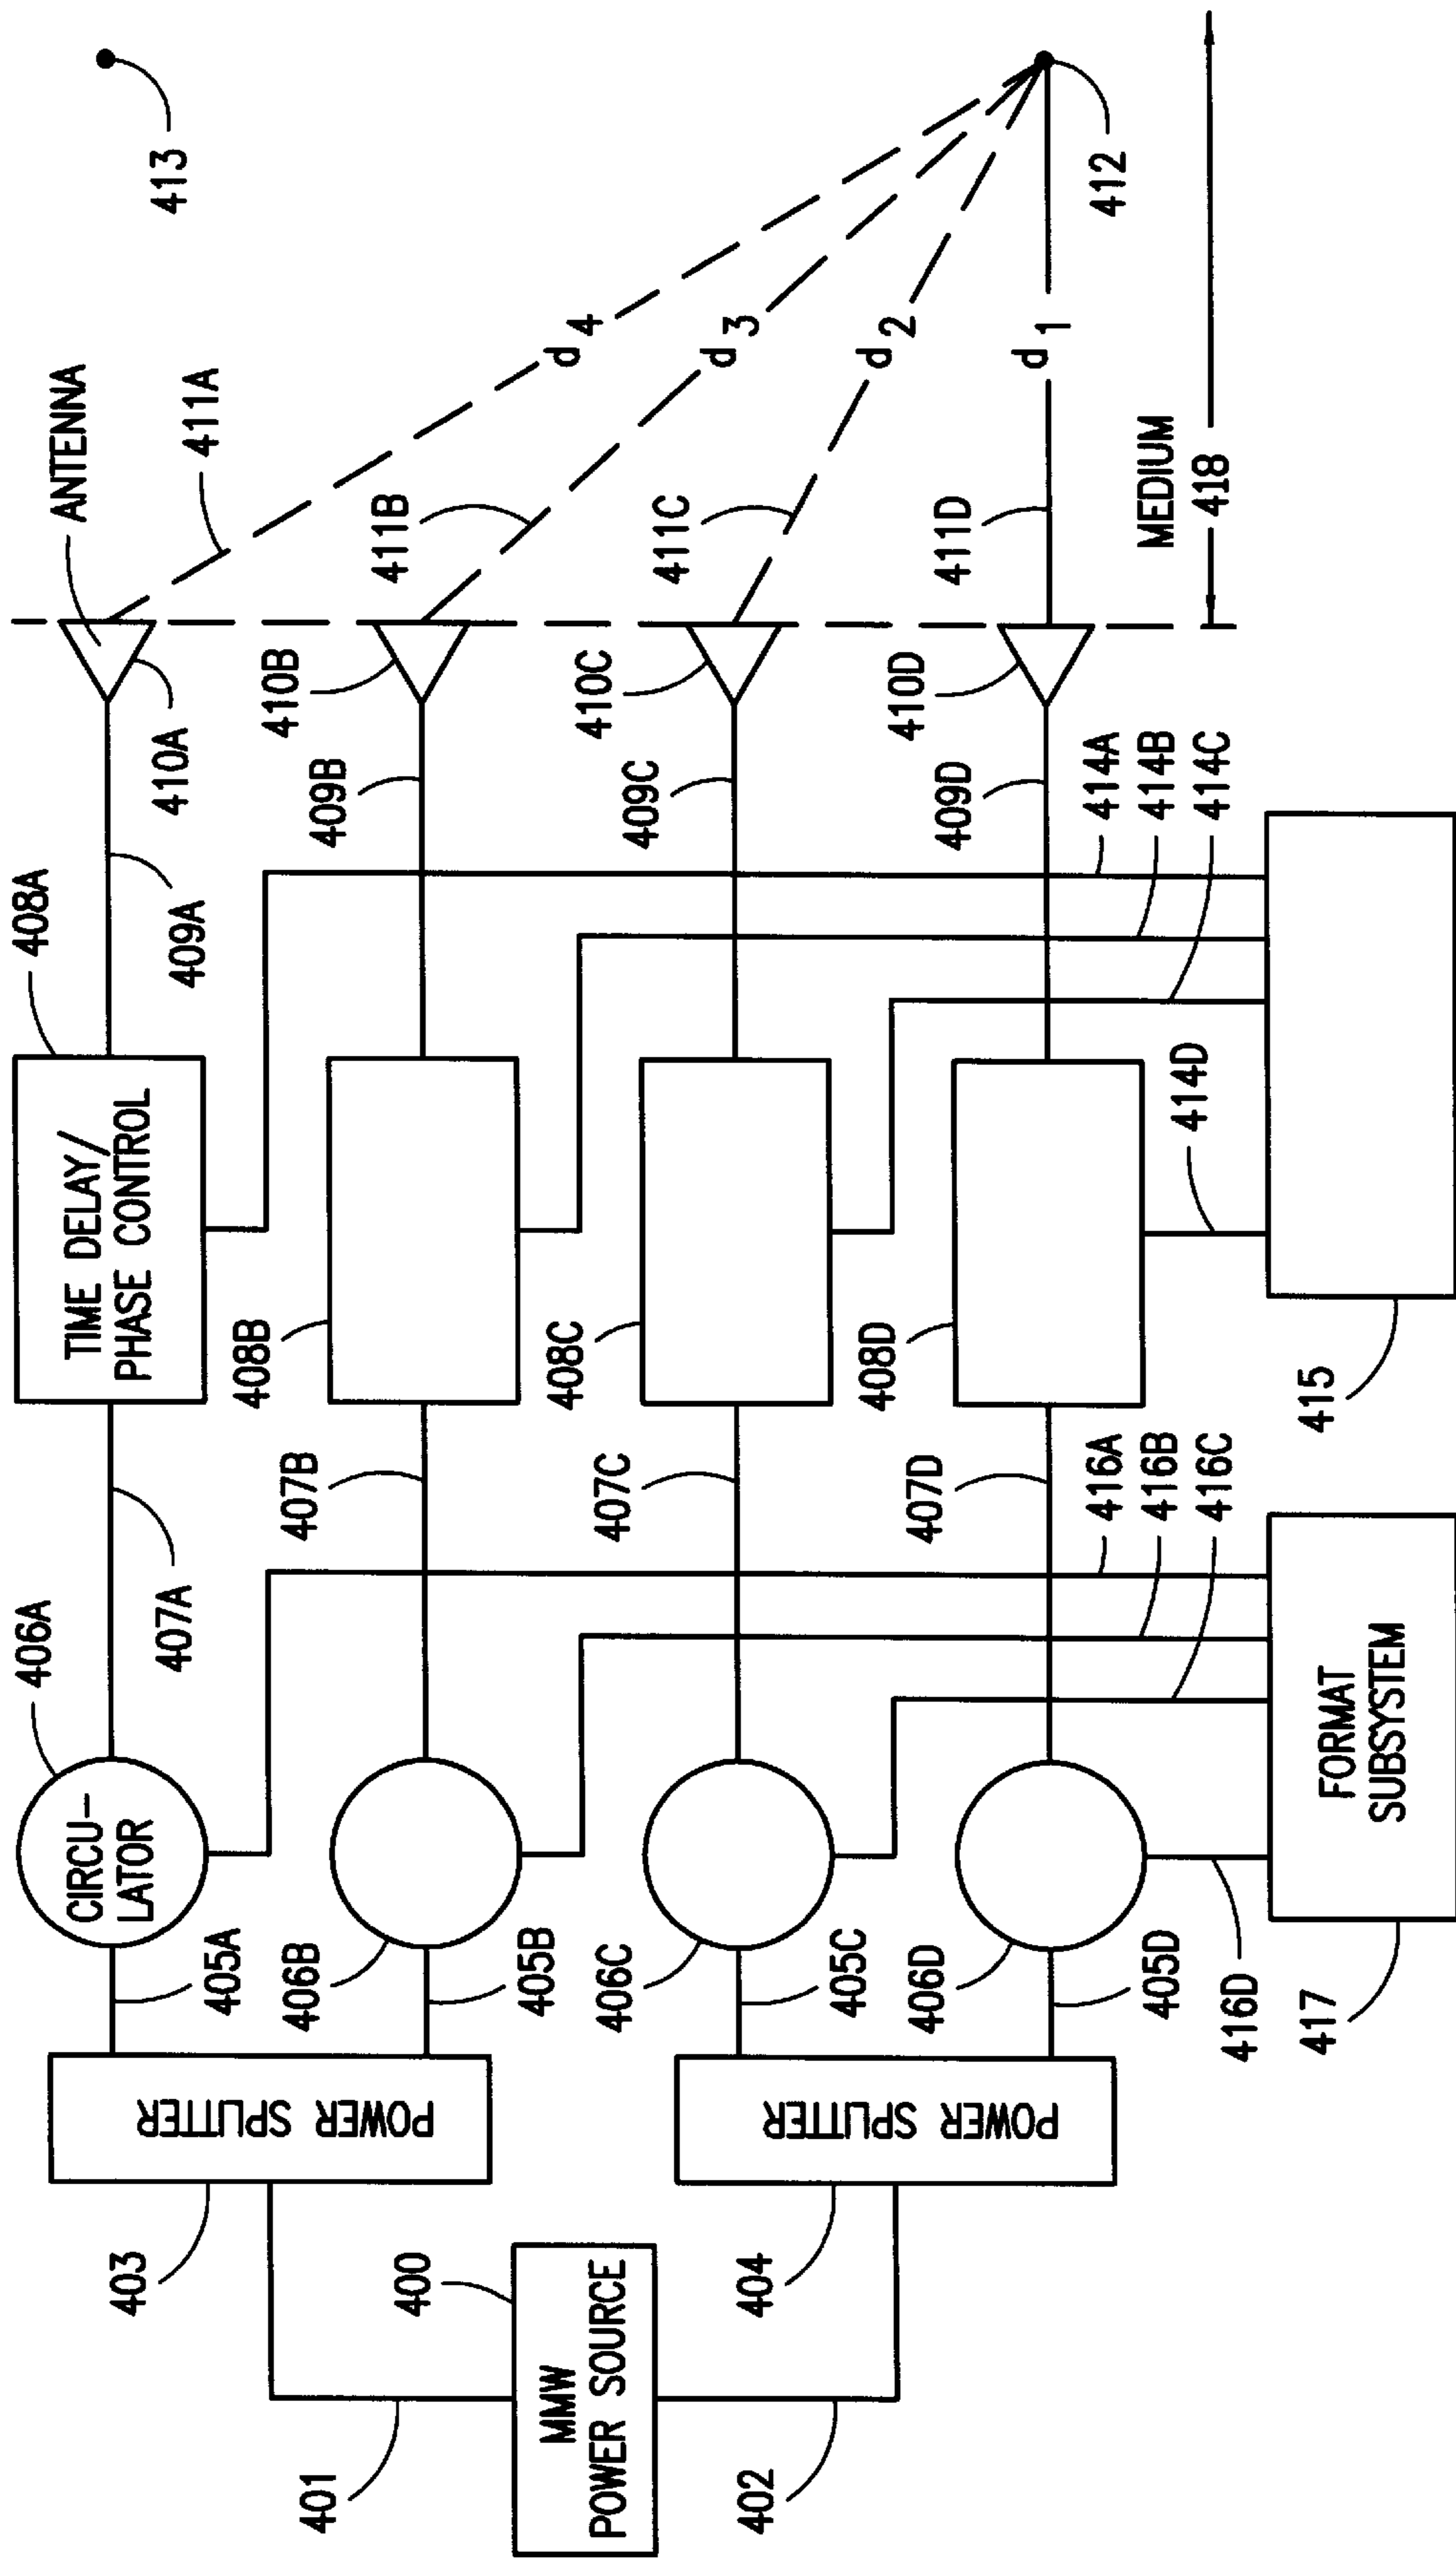 413
ANTENNA
411A
d 4
408A
409A
410A
TIME DELAY/
PHASE CONTROL
406A
407A
CIRCU-
LATOR
405A
403
POWER SPLITTER
401
400
MMW
POWER SOURCE
411B
d 3
410B
409B
408B
407B
406B
405B
411C
d 2
410C
409C
408C
407C
406C
405C
404
POWER SPLITTER
402
412
d 1
411D
410D
409D
408D
407D
406D
405D
MEDIUM
418
414A
414B
414C
414D
415
416A
416B
416C
416D
FORMAT
SUBSYSTEM
417